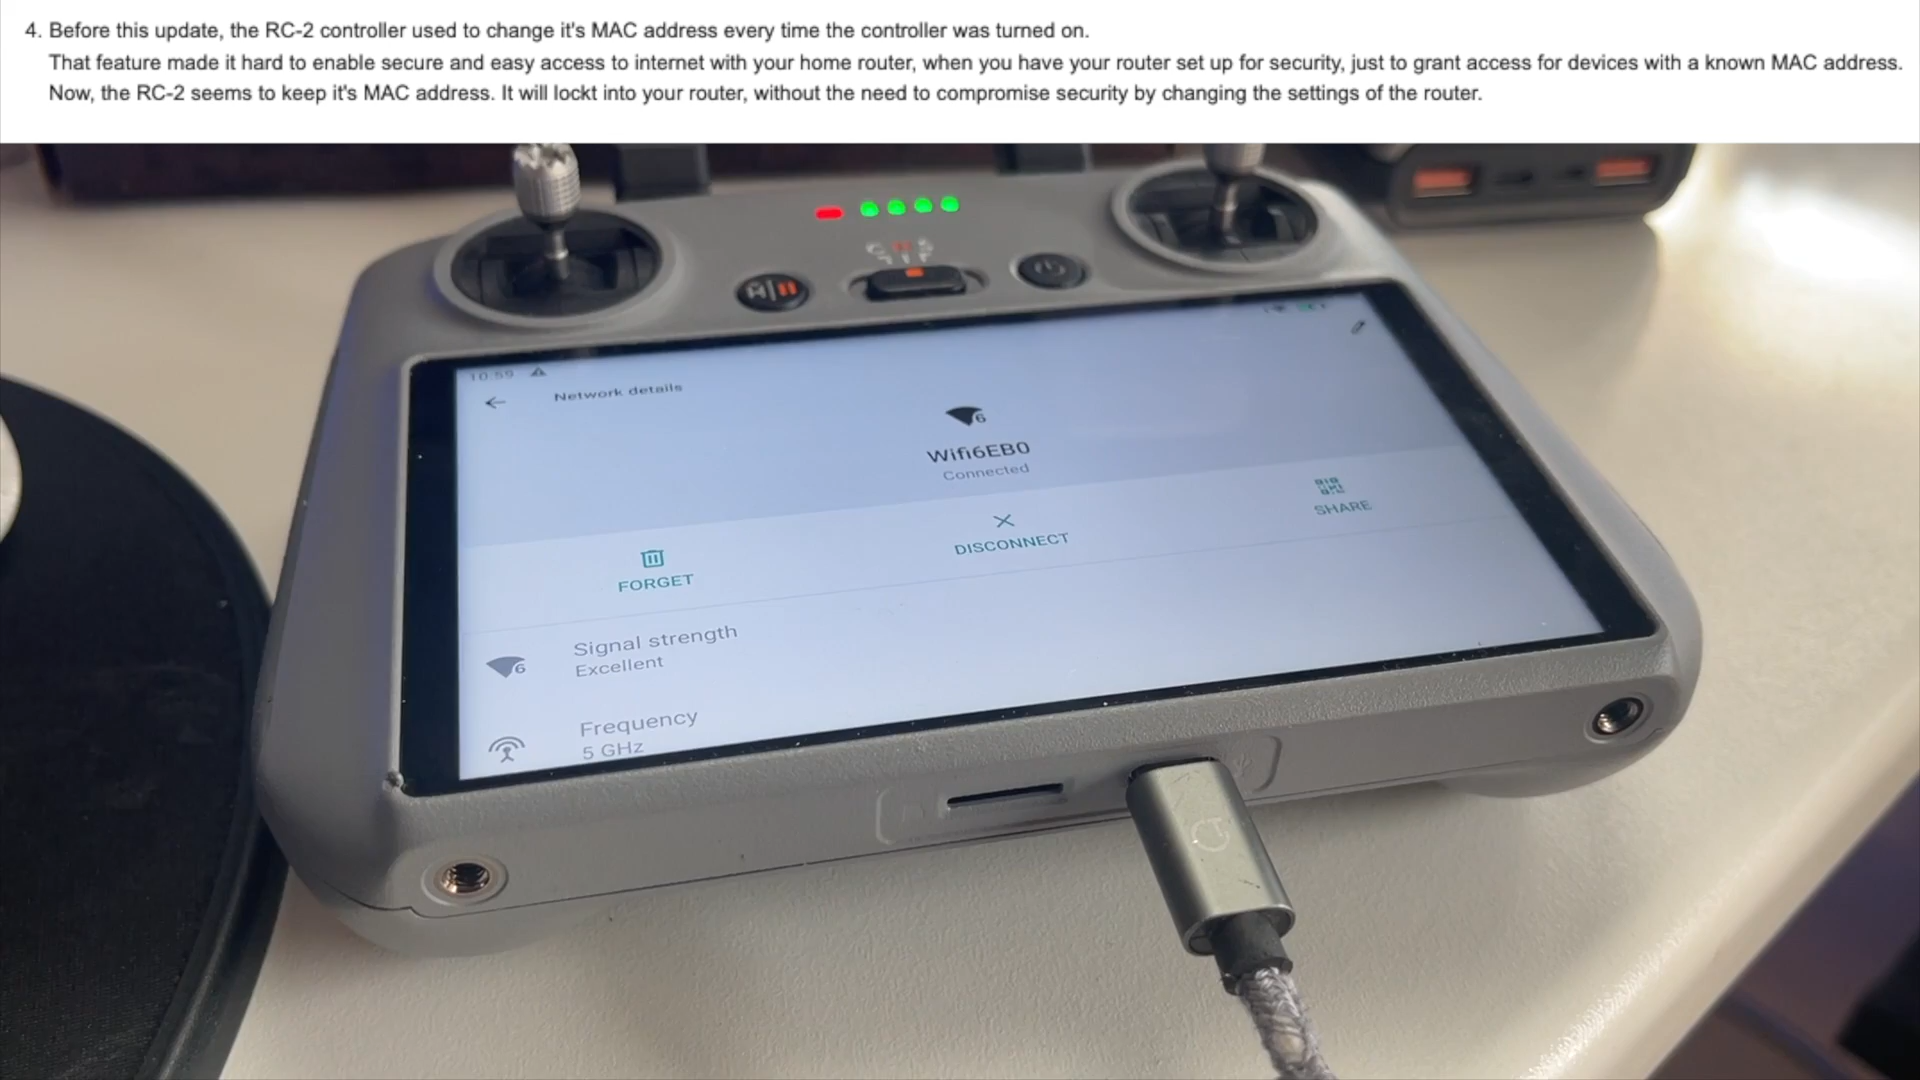 4. Before this update, the RC-2 controller used to change it's MAC address every time the controller was turned on.
That feature made it hard to enable secure and easy access to internet with your home router, when you have your router set up for security, just to grant access for devices with a known MAC address.
Now, the RC-2 seems to keep it's MAC address. It will lockt into your router, without the need to compromise security by changing the settings of the router.
10:59
Network details
6
Wifi6EB0
Connected
FORGET
DISCONNECT
SHARE
6
Signal strength
Excellent
Frequency
5 GHz